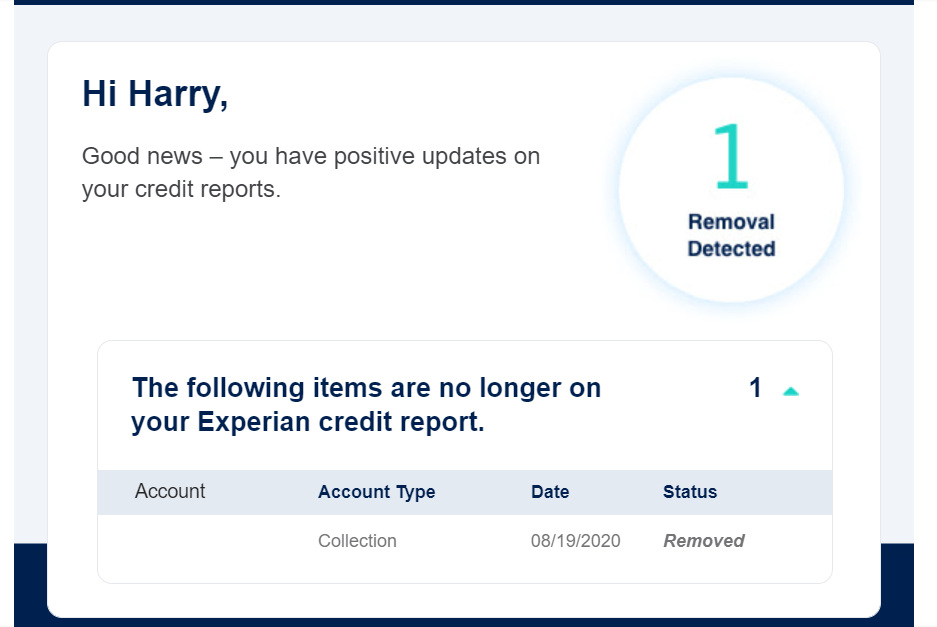 Hi Harry,
Good news – you have positive updates on
your credit reports.
1
Removal
Detected
The following items are no longer on
your Experian credit report.
1
Account Account Type Date Status
Collection 08/19/2020 Removed